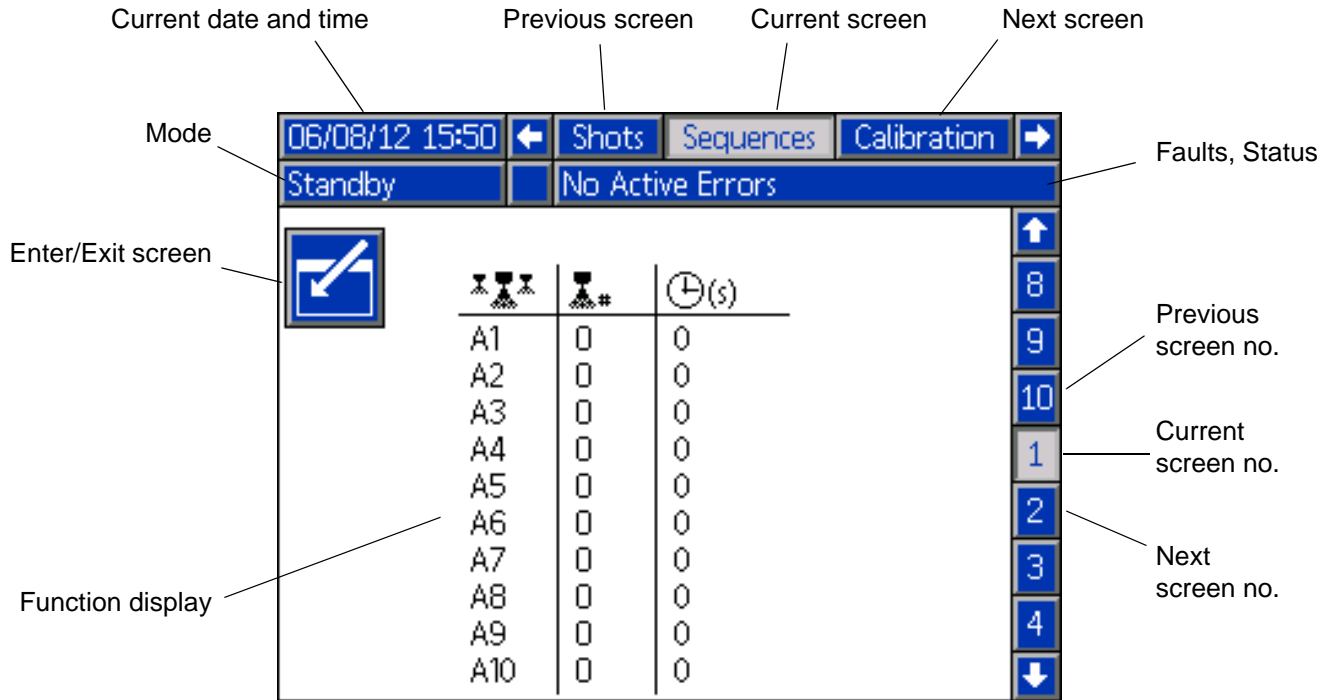 Current date and time
Previous screen
Current screen
Next screen
Mode
06/08/12 15:50
Shots
Sequences
Calibration
Faults, Status
Standby
No Active Errors
Enter/Exit screen
# (s)
A1 0 0
A2 0 0
A3 0 0
A4 0 0
A5 0 0
A6 0 0
A7 0 0
A8 0 0
A9 0 0
A10 0 0
Function display
8
9
10
1
2
3
4
Previous
screen no.
Current
screen no.
Next
screen no.